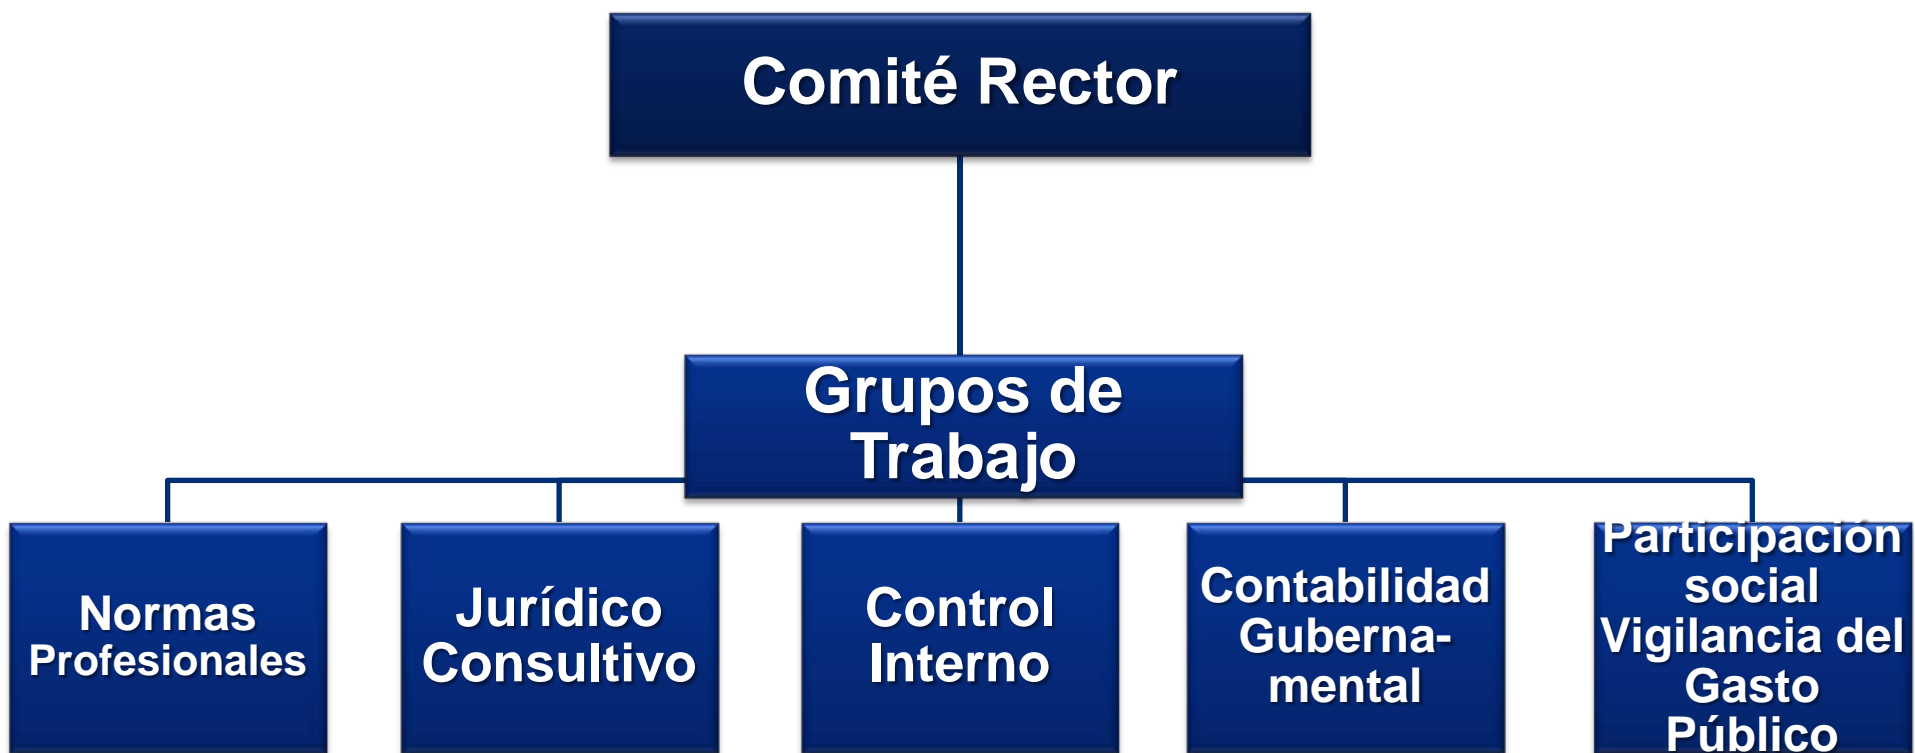 Comité Rector
Grupos de
Trabajo
Normas
Profesionales
Jurídico
Consultivo
Control
Interno
Contabilidad
Guberna-
mental
Participación
social
Vigilancia del
Gasto
Público